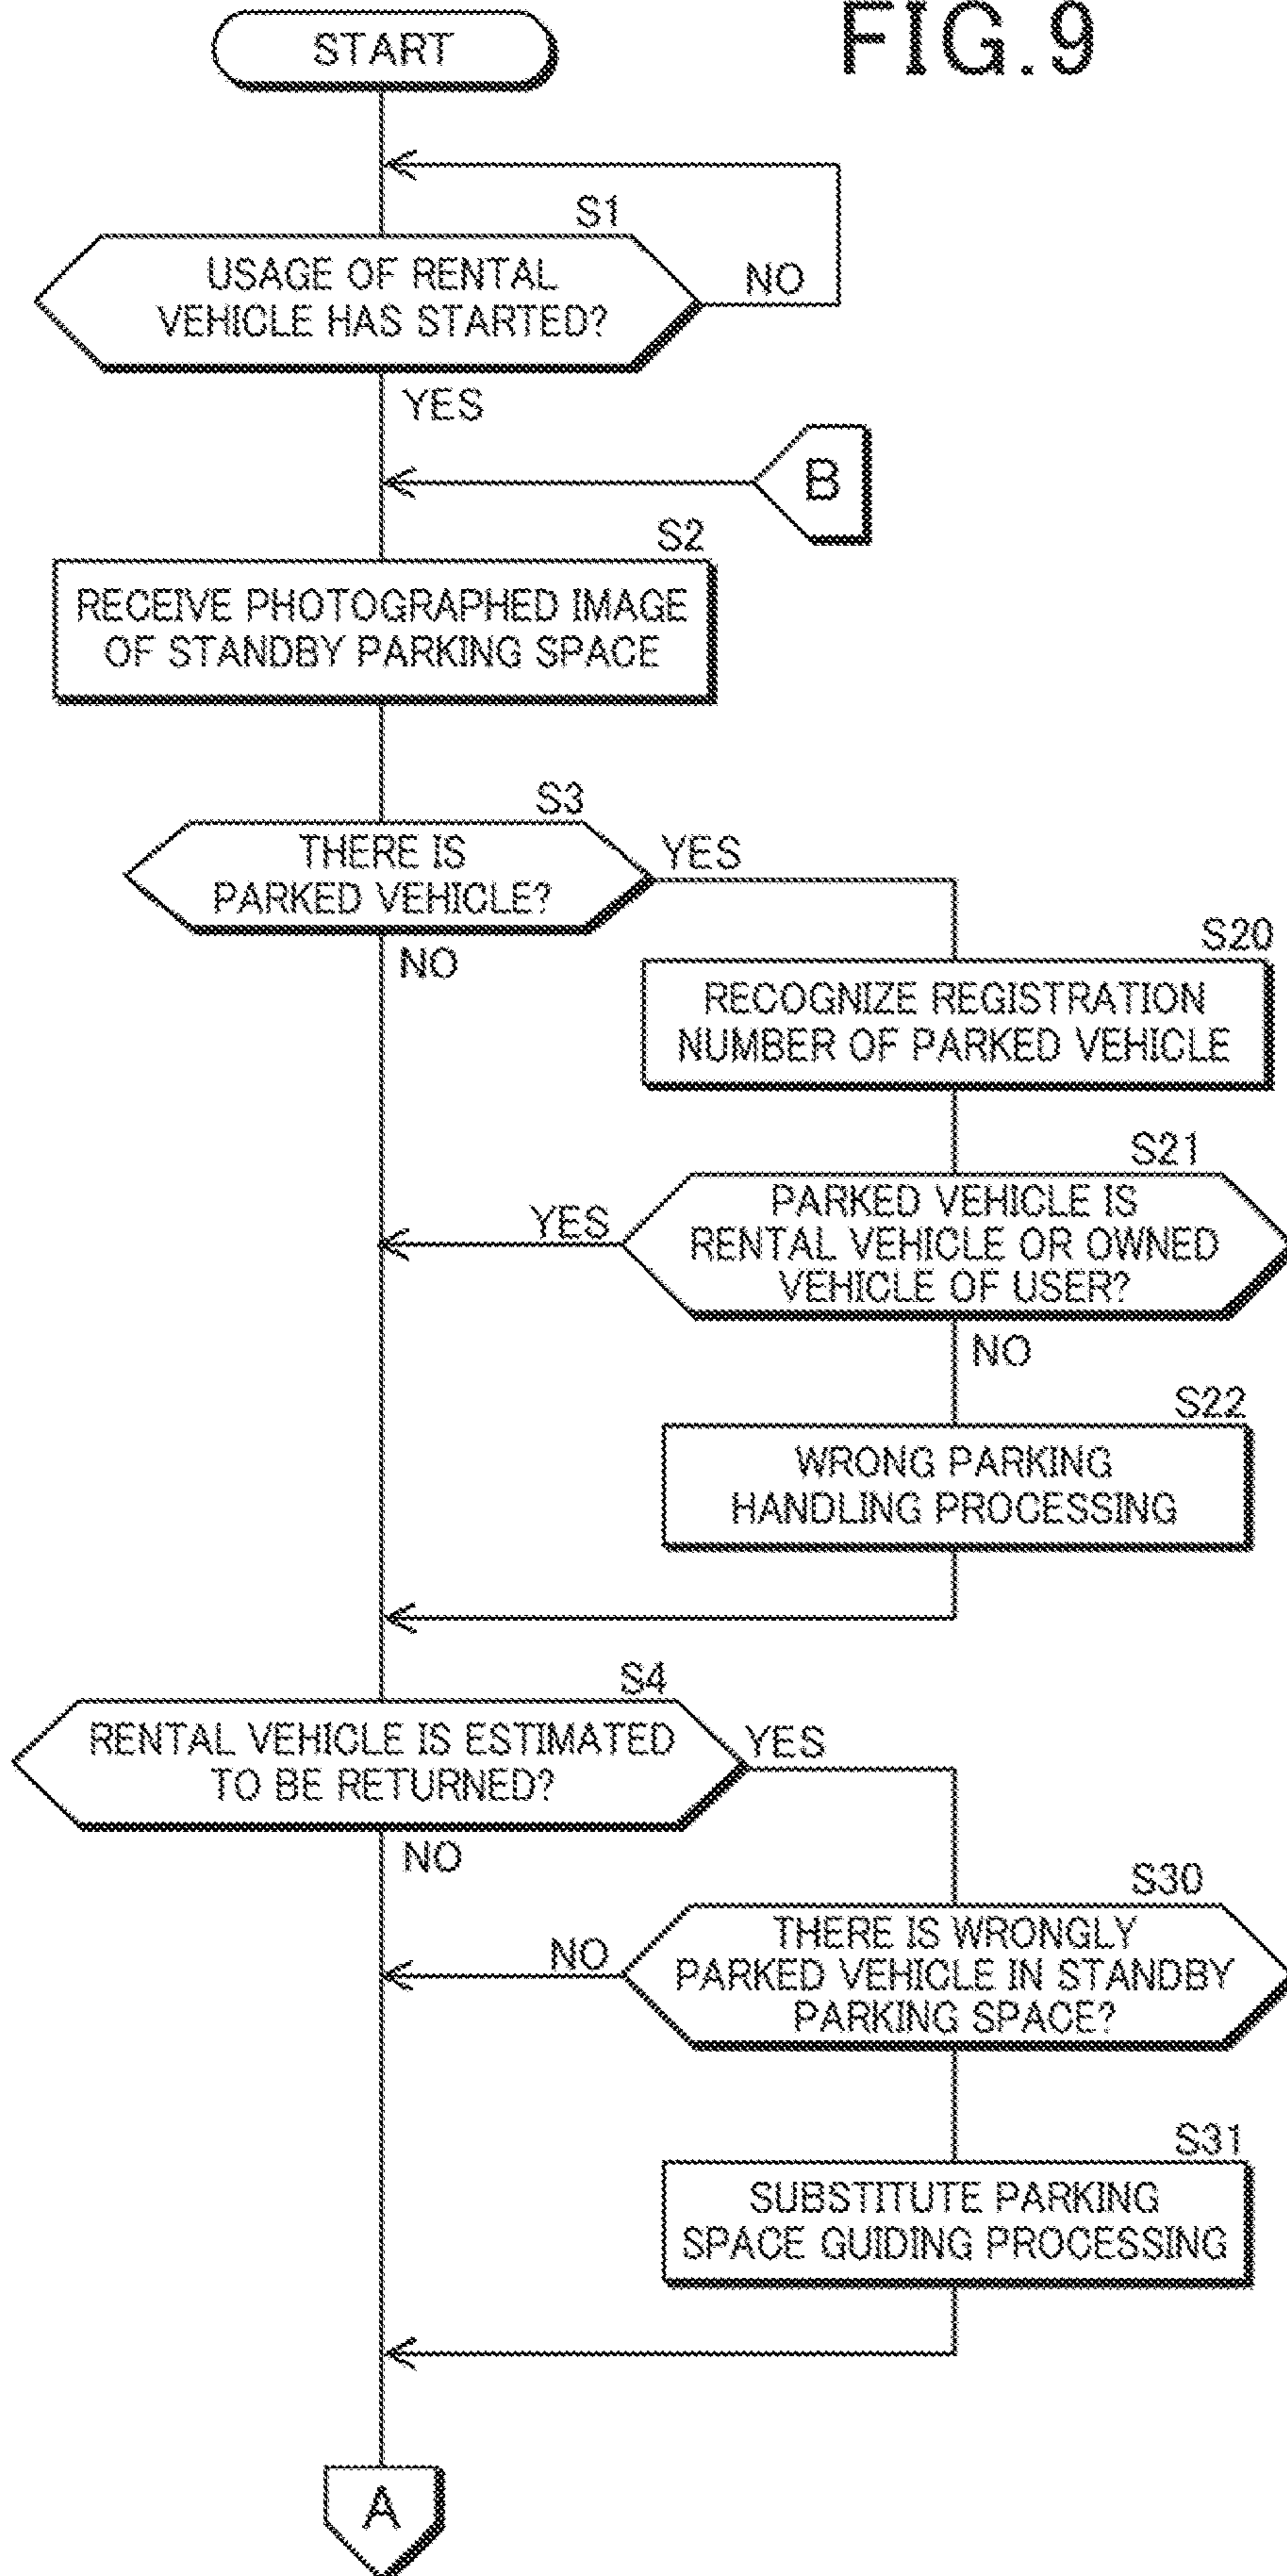 FIG.9
START
S1
USAGE OF RENTAL
VEHICLE HAS STARTED?
NO
YES
B
S2
RECEIVE PHOTOGRAPHED IMAGE
OF STANDBY PARKING SPACE
S3
THERE IS
PARKED VEHICLE?
YES
NO
S20
RECOGNIZE REGISTRATION
NUMBER OF PARKED VEHICLE
S21
PARKED VEHICLE IS
RENTAL VEHICLE OR OWNED
VEHICLE OF USER?
YES
NO
S22
WRONG PARKING
HANDLING PROCESSING
S4
RENTAL VEHICLE IS ESTIMATED
TO BE RETURNED?
YES
NO
S30
THERE IS WRONGLY
PARKED VEHICLE IN STANDBY
PARKING SPACE?
NO
S31
SUBSTITUTE PARKING
SPACE GUIDING PROCESSING
A